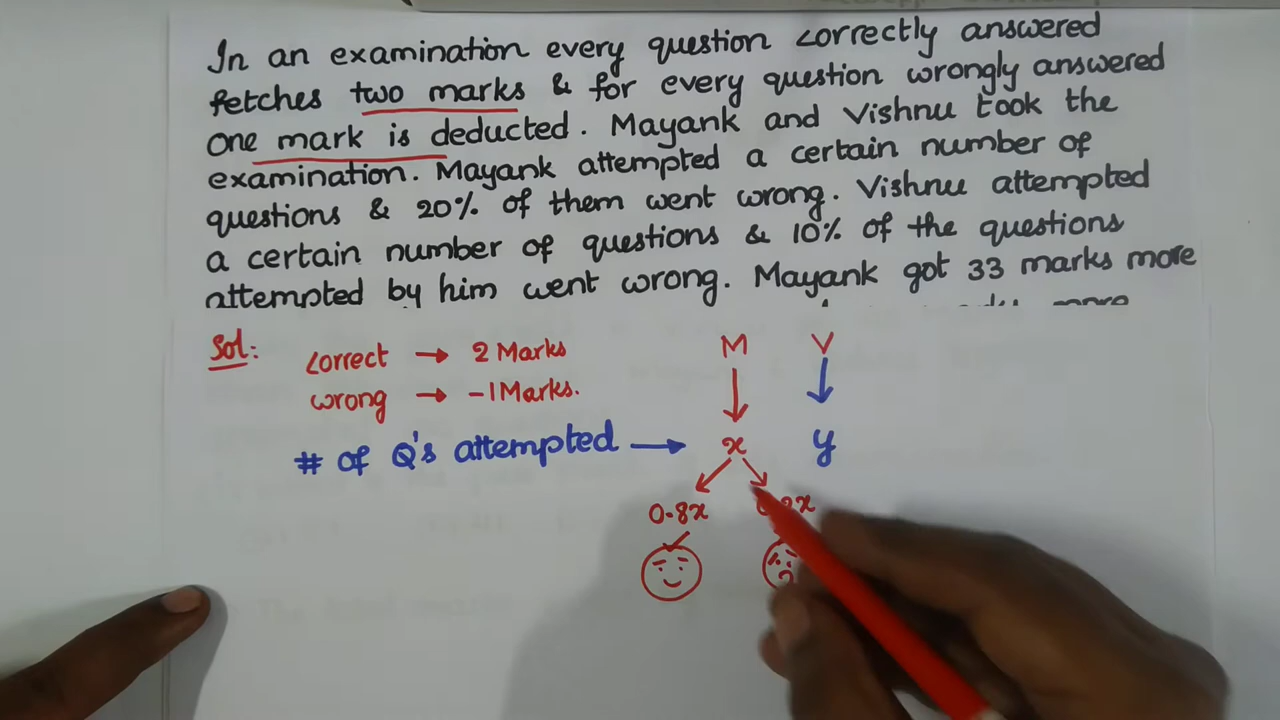 In an examination every question correctly answered
fetches two marks & for every question wrongly answered
one mark is deducted. Mayank and Vishnu took the
examination. Mayank attempted a certain number of
questions & 20% of them went wrong. Vishnu attempted
a certain number of questions & 10% of the questions
attempted by him went wrong. Mayank got 33 marks more
Sol: correct → 2 Marks M V
wrong → -1 Marks.
# of Q's attempted → x y
0.8x